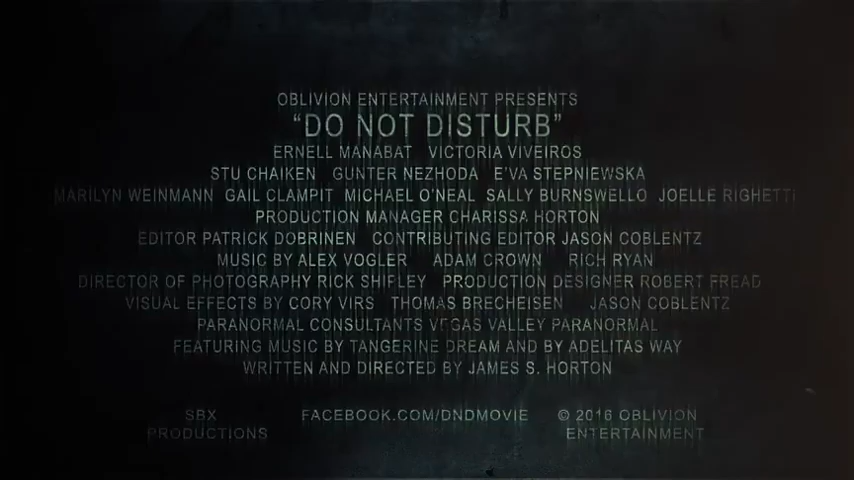 OBLIVION ENTERTAINMENT PRESENTS
“DO NOT DISTURB”
ERNELL MANABAT VICTORIA VIVEIROS
STU CHAIKEN GUNTER NEZHODA E'VA STEPNIEWSKA
MARILYN WEINMANN GAIL CLAMPIT MICHAEL O'NEAL SALLY BURNSWELLO JOELLE RIGHETTI
PRODUCTION MANAGER CHARISSA HORTON
EDITOR PATRICK DOBRINEN CONTRIBUTING EDITOR JASON COBLENTZ
MUSIC BY ALEX VOGLER ADAM CROWN RICH RYAN
DIRECTOR OF PHOTOGRAPHY RICK SHIPLEY PRODUCTION DESIGNER ROBERT FREAD
VISUAL EFFECTS BY CORY VIRS THOMAS BRECHEISEN JASON COBLENTZ
PARANORMAL CONSULTANTS VEGAS VALLEY PARANORMAL
FEATURING MUSIC BY TANGERINE DREAM AND BY ADELITAS WAY
WRITTEN AND DIRECTED BY JAMES S. HORTON
SBX PRODUCTIONS
FACEBOOK.COM/DNDMOVIE
© 2016 OBLIVION
ENTERTAINMENT